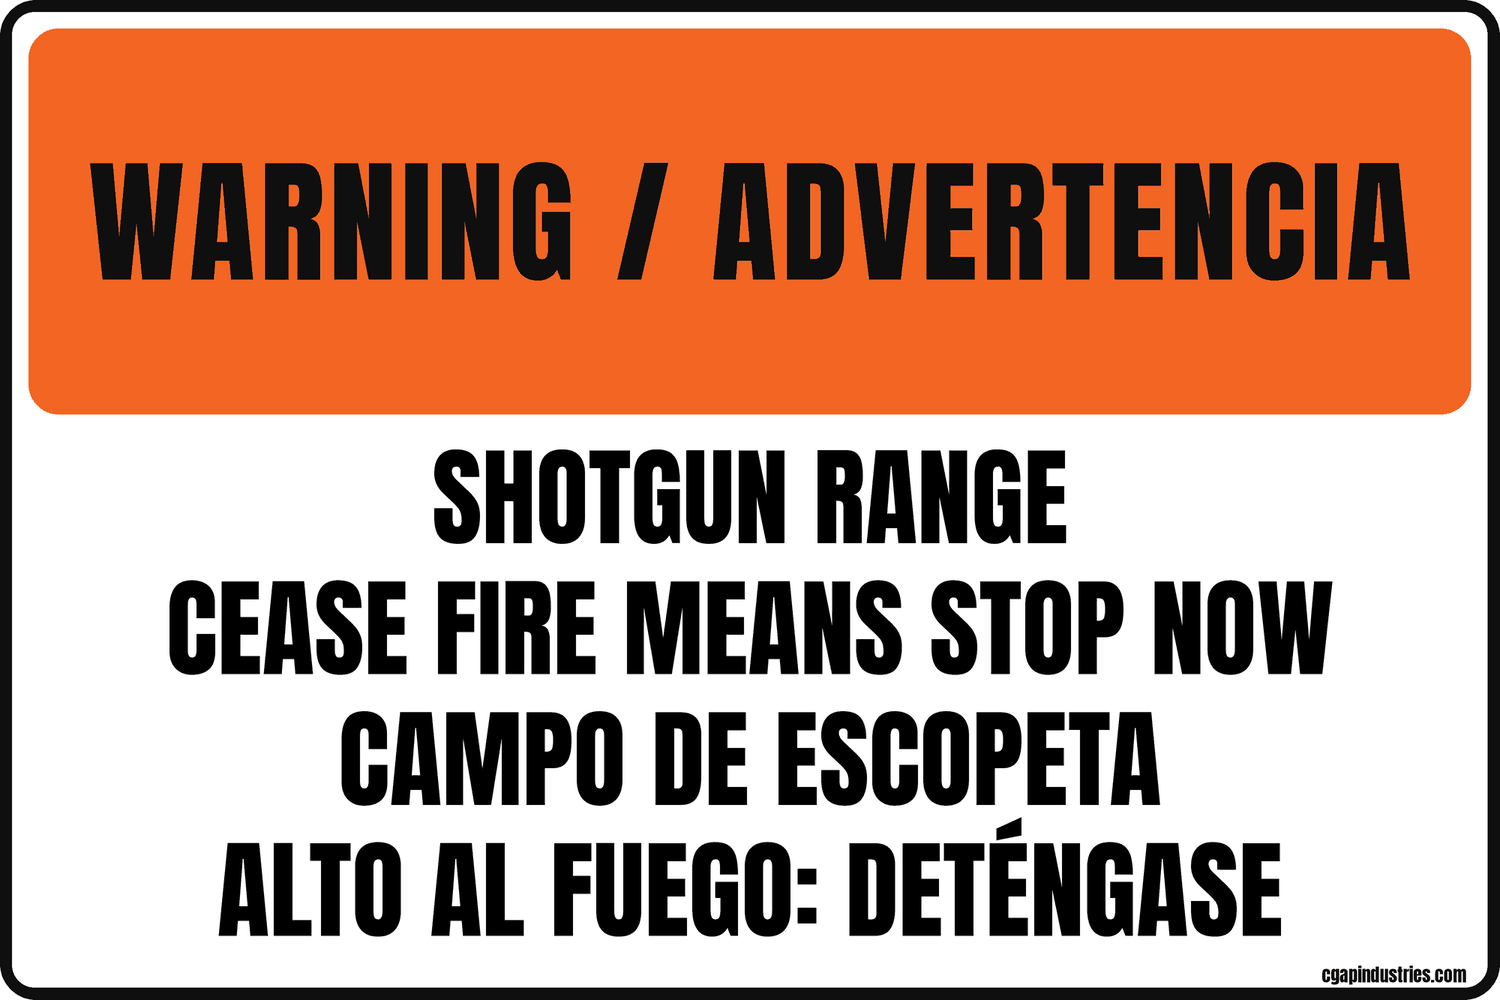 WARNING / ADVERTENCIA
SHOTGUN RANGE
CEASE FIRE MEANS STOP NOW
CAMPO DE ESCOPETA
ALTO AL FUEGO: DETÉNGASE
cgapindustries.com